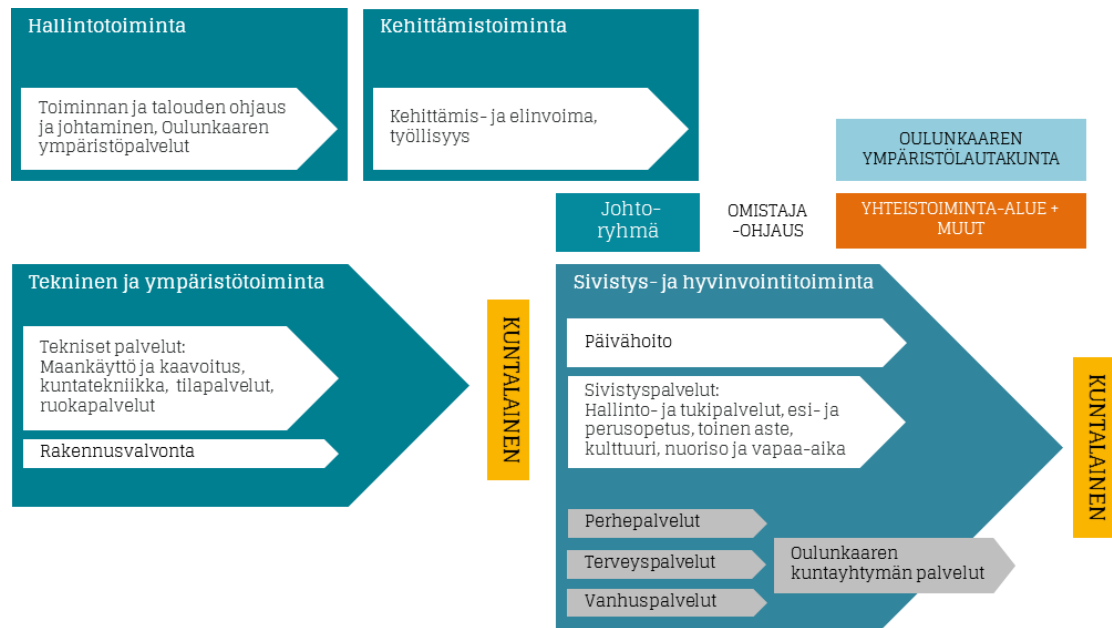 Hallintotoiminta
Toiminnan ja talouden ohjaus
ja johtaminen, Oulunkaaren
ympäristöpalvelut
Kehittämistoiminta
Kehittämis- ja elinvoima,
työllisyys
OULUNKAAREN
YMPÄRISTÖLAUTAKUNTA
Johto-
ryhmä
OMISTAJA
-OHJAUS
YHTEISTOIMINTA-ALUE +
MUUT
Tekninen ja ympäristötoiminta
Tekniset palvelut:
Maankäyttö ja kaavoitus,
kuntatekniikka, tilapalvelut,
ruokapalvelut
Rakennusvalvonta
KUNTALAINEN
Sivistys- ja hyvinvointitoiminta
Päivähoito
Sivistyspalvelut:
Hallinto- ja tukipalvelut, esi- ja
perusopetus, toinen aste,
kulttuuri, nuoriso ja vapaa-aika
Perhepalvelut
Terveyspalvelut
Vanhuspalvelut
Oulunkaaren
kuntayhtymän palvelut
KUNTALAINEN